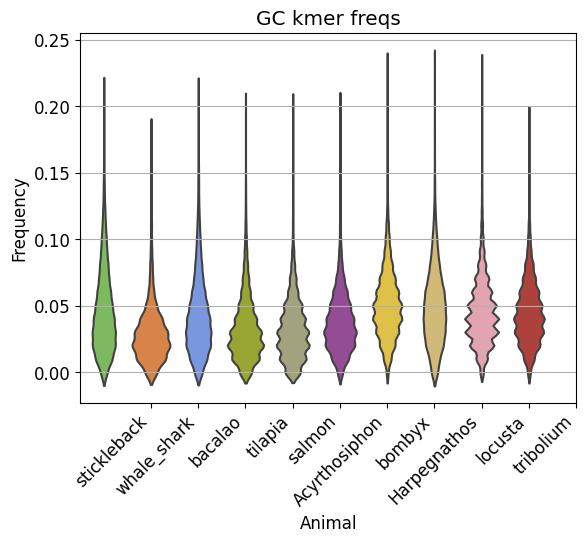 GC kmer freqs
0.25
0.20
0.15
0.10
0.05
0.00
Frequency
stickleback
whale_shark
bacalao
tilapia
salmon
Acyrthosiphon
bombyx
Harpegnathos
locusta
tribolium
Animal